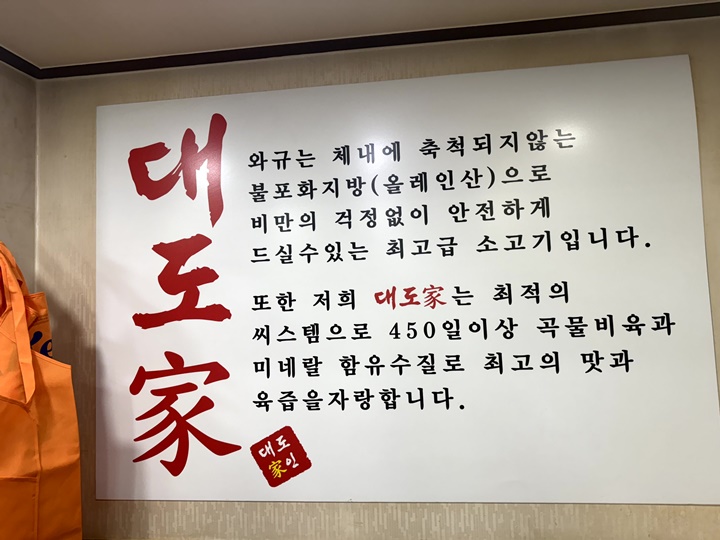 대도家
와규는 체내에 축척되지않는
불포화지방(올레인산)으로
비만의 걱정없이 안전하게
드실수있는 최고급 소고기입니다.
또한 저희 대도家는 최적의
씨스템으로 450일이상 곡물비육과
미네랄 함유수질로 최고의 맛과
육즙을자랑합니다.
대도
家인